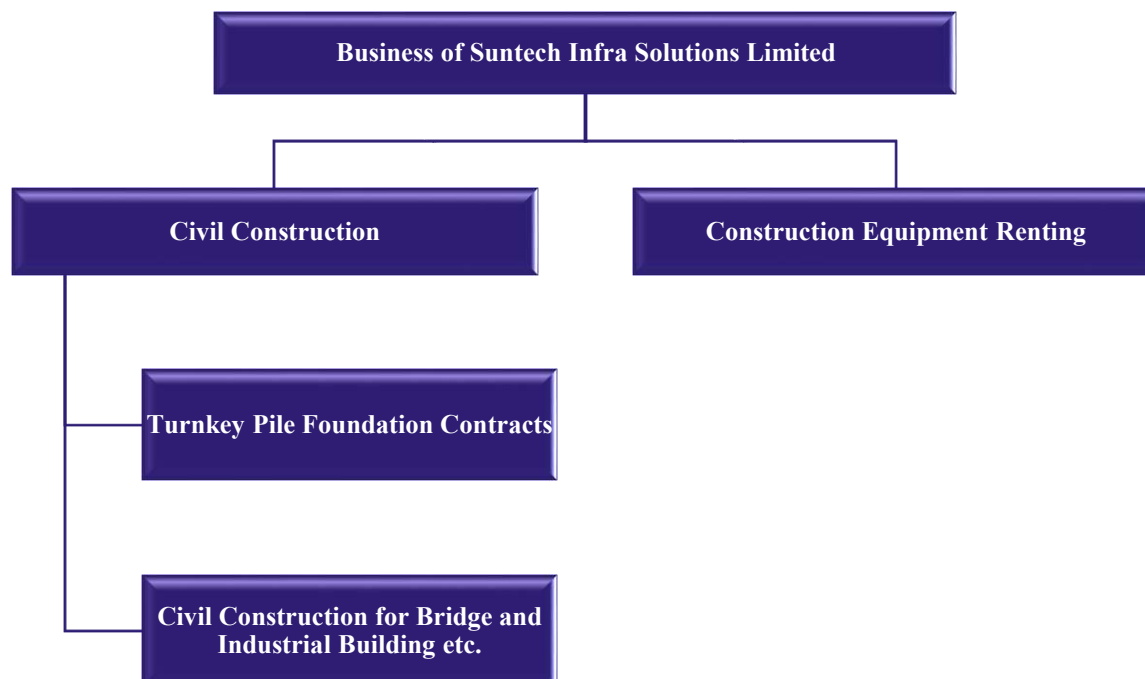 Business of Suntech Infra Solutions Limited
Civil Construction
Construction Equipment Renting
Turnkey Pile Foundation Contracts
Civil Construction for Bridge and
Industrial Building etc.